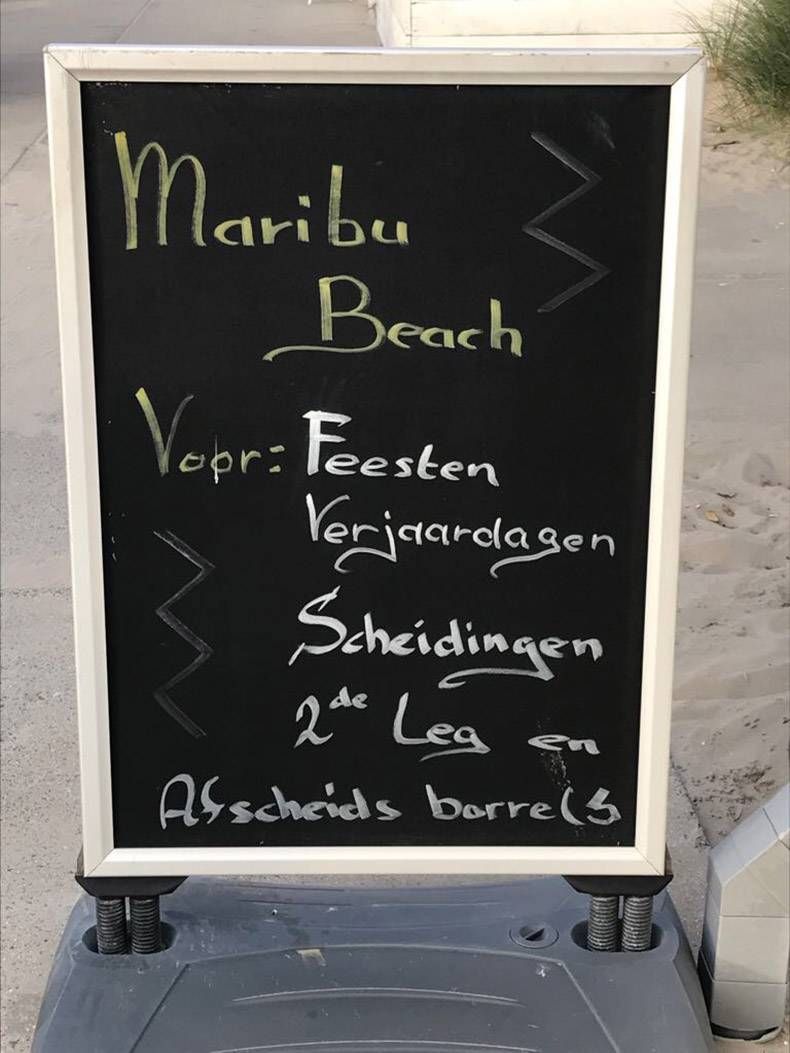 Maribu
Beach
Voor: Feesten
Verjaardagen
Scheidingen
2de Leg en
Afscheids borrels